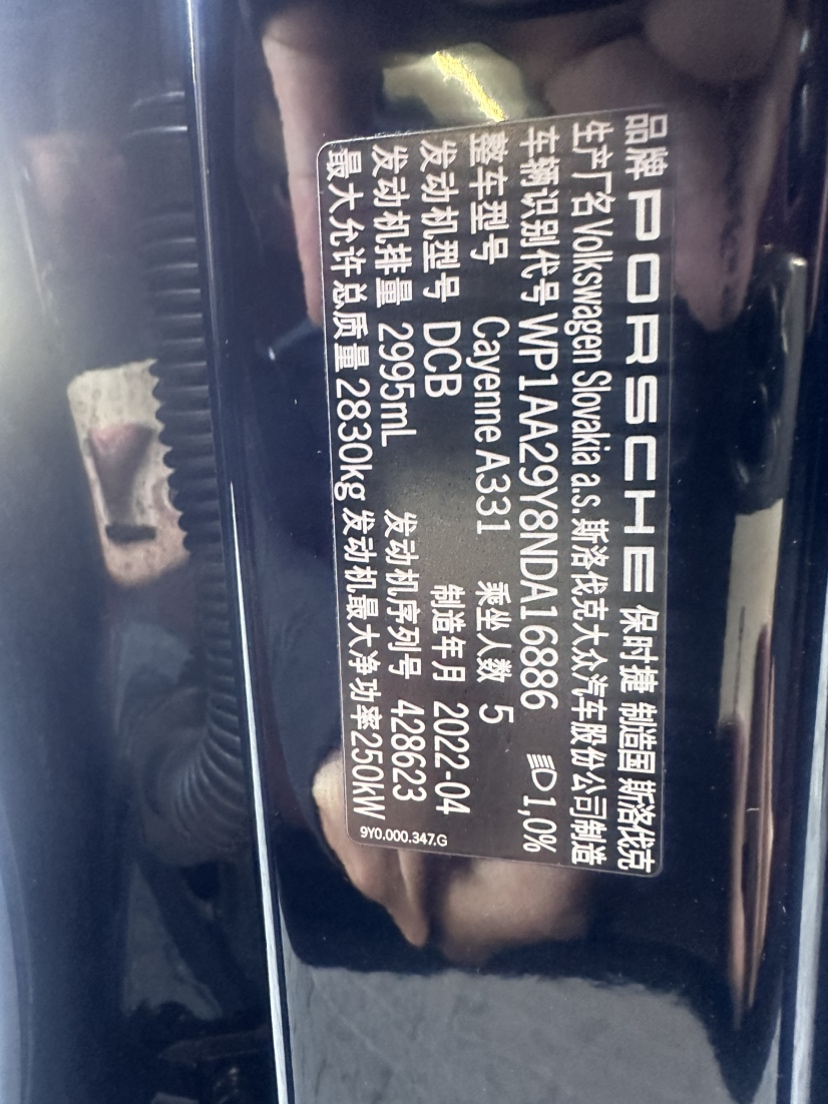 品牌 PORSCHE 保时捷 制造国 斯洛伐克
生产厂名 Volkswagen Slovakia a.s.斯洛伐克大众汽车股份公司制造
车辆识别代号 WP1AA29Y8NDA16886 1,0%
整车型号 Cayenne A331 乘坐人数 5
发动机型号 DCB 制造年月 2022-04
发动机排量 2995mL 发动机序列号 428623
最大允许总质量 2830kg 发动机最大净功率250kW
9Y0.000.347.G